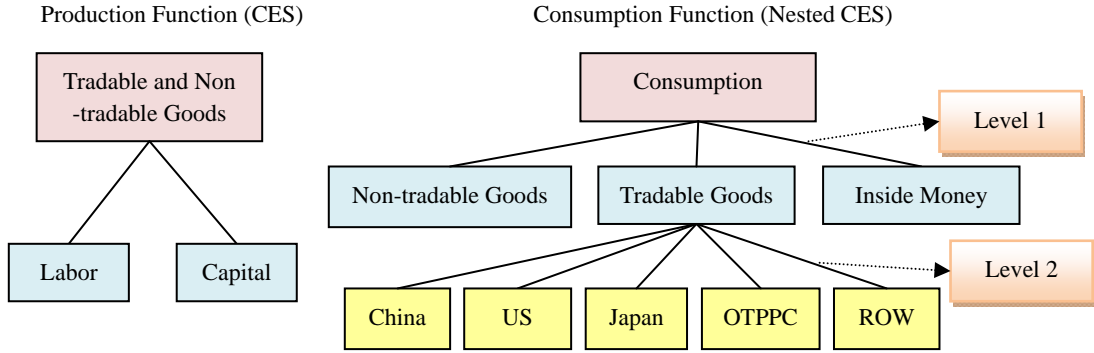 Production Function (CES)
Consumption Function (Nested CES)
Tradable and Non
-tradable Goods
Labor
Capital
Consumption
Level 1
Non-tradable Goods
Tradable Goods
Inside Money
Level 2
China
US
Japan
OTPPC
ROW